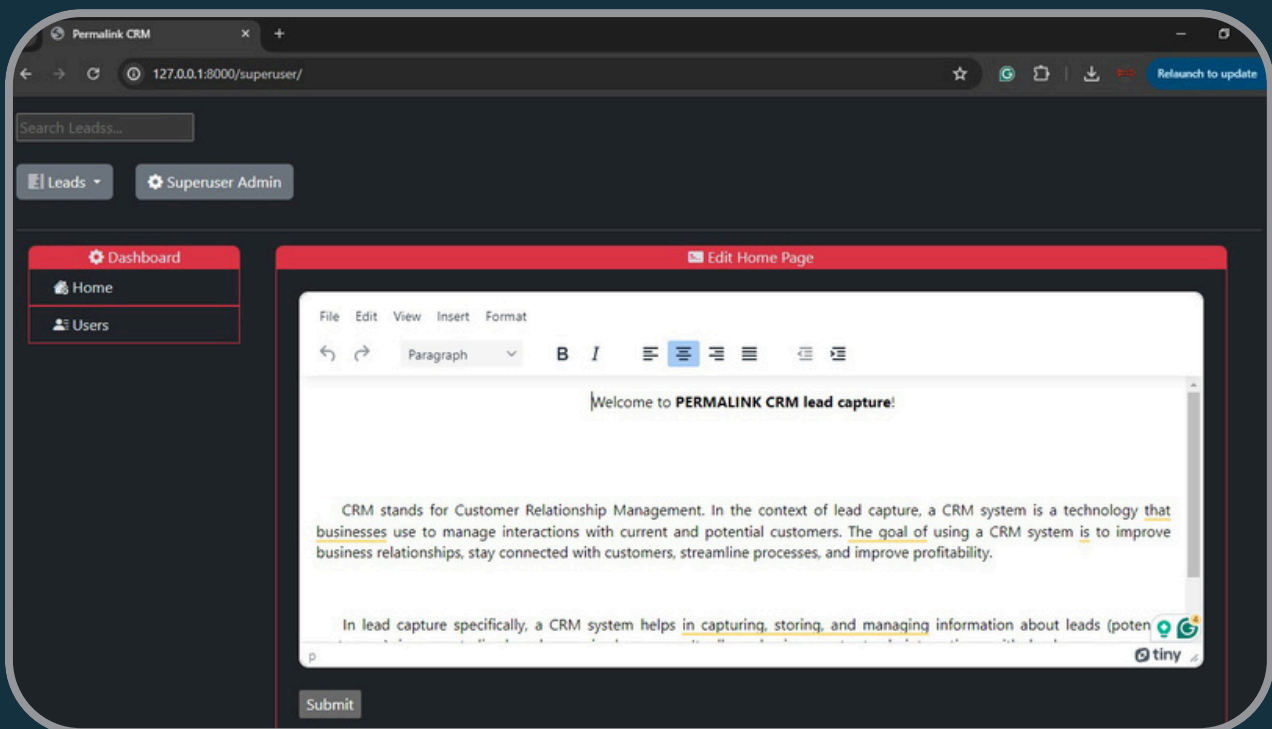 Permalink CRM
127.0.0.1:8000/superuser/
Relaunch to update
Search Leadss...
Leads
Superuser Admin
Dashboard
Home
Users
Edit Home Page
File Edit View Insert Format
Paragraph B I
Welcome to PERMALINK CRM lead capture!
CRM stands for Customer Relationship Management. In the context of lead capture, a CRM system is a technology that
businesses use to manage interactions with current and potential customers. The goal of using a CRM system is to improve
business relationships, stay connected with customers, streamline processes, and improve profitability.
In lead capture specifically, a CRM system helps in capturing, storing, and managing information about leads (poten
p
tiny
Submit